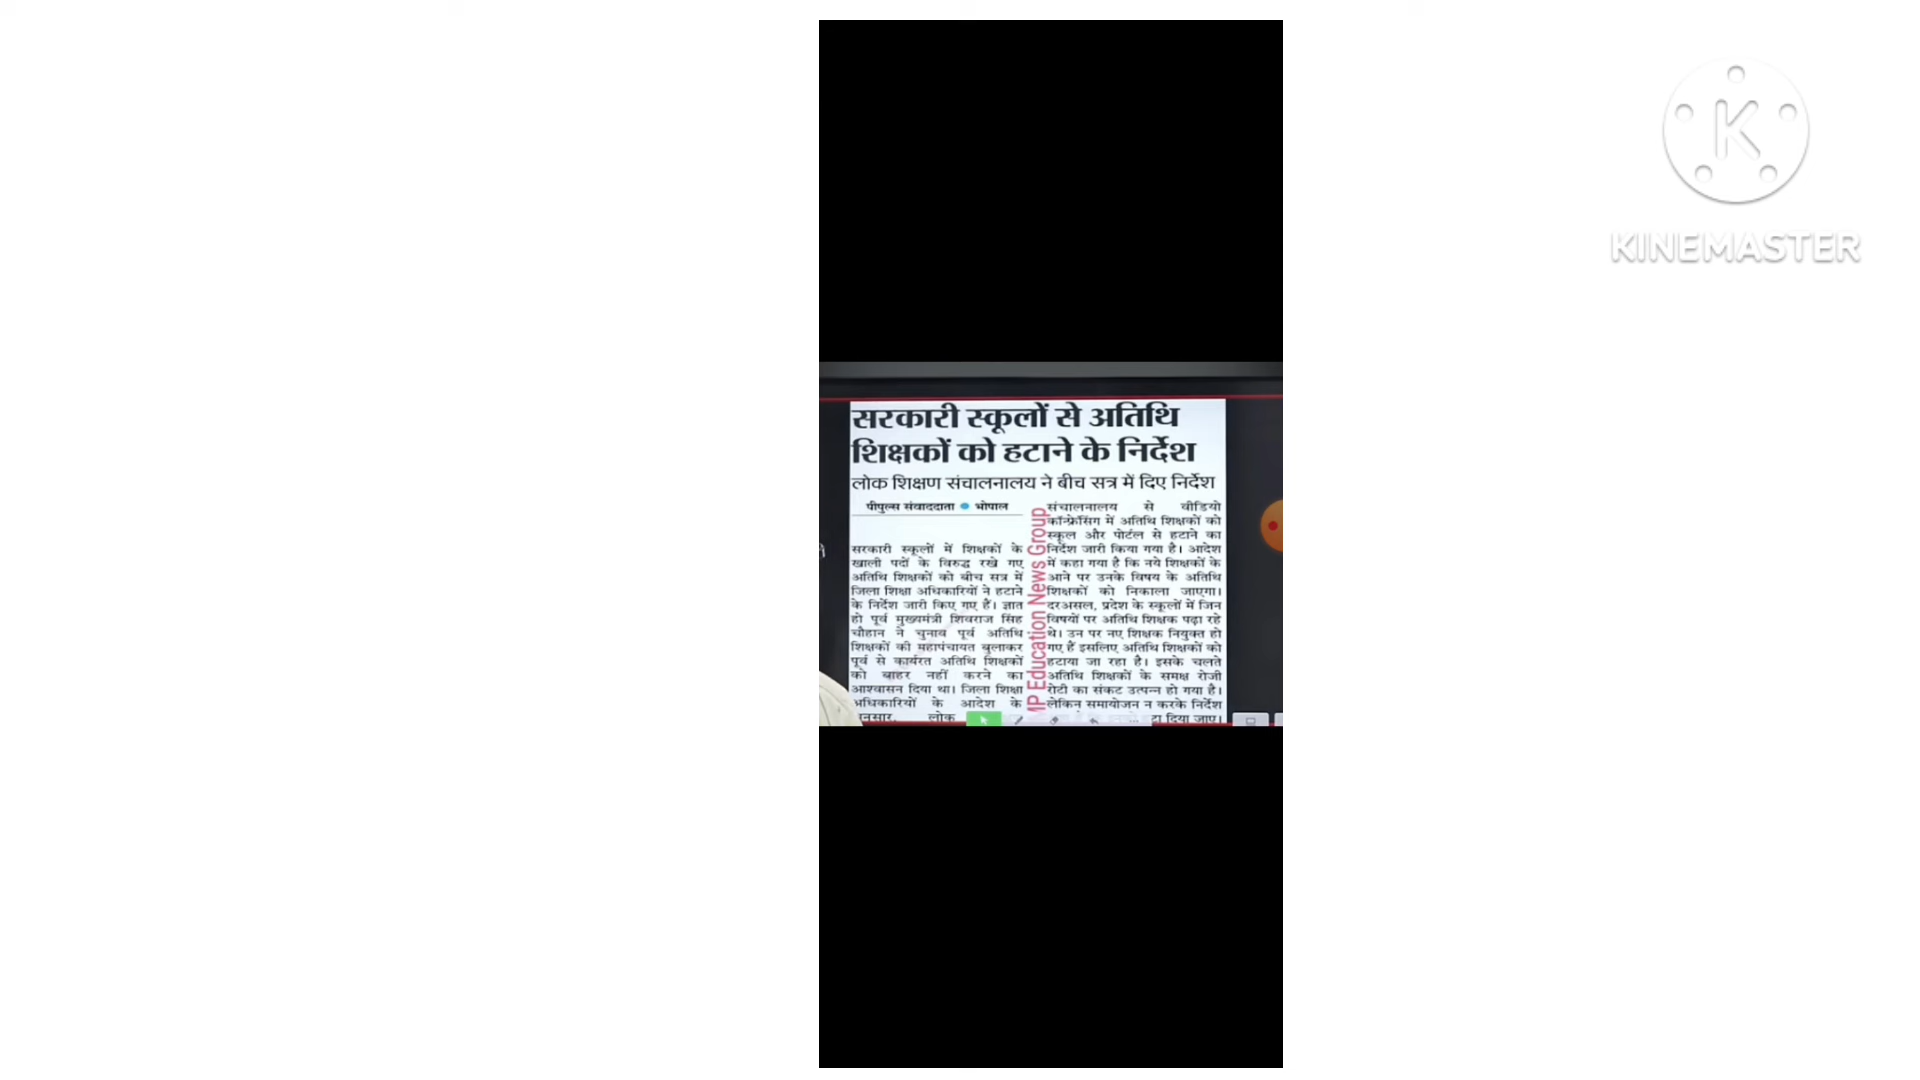 KINEMASTER
सरकारी स्कूलों से अतिथि
शिक्षकों को हटाने के निर्देश
लोक शिक्षण संचालनालय ने बीच सत्र में दिए निर्देश
पीपुल्स संवाददाता ● भोपाल
सरकारी स्कूलों में शिक्षकों के
खाली पदों के विरुद्ध रखे गए
अतिथि शिक्षकों को बीच सत्र में
जिला शिक्षा अधिकारियों ने हटाने
के निर्देश जारी किए गए हैं। ज्ञात
हो पूर्व मुख्यमंत्री शिवराज सिंह
चौहान ने चुनाव पूर्व अतिथि
शिक्षकों की महापंचायत बुलाकर
पूर्व से कार्यरत अतिथि शिक्षकों
को बाहर नहीं करने का
आश्वासन दिया था। जिला शिक्षा
अधिकारियों के आदेश के
लोक
MP Education News Group
संचालनालय से वीडियो
कॉन्फ्रेंसिंग में अतिथि शिक्षकों को
स्कूल और पोर्टल से हटाने का
निर्देश जारी किया गया है। आदेश
में कहा गया है कि नये शिक्षकों के
आने पर उनके विषय के अतिथि
शिक्षकों को निकाला जाएगा।
दरअसल, प्रदेश के स्कूलों में जिन
विषयों पर अतिथि शिक्षक पढ़ा रहे
थे। उन पर नए शिक्षक नियुक्त हो
गए हैं इसलिए अतिथि शिक्षकों को
हटाया जा रहा है। इसके चलते
अतिथि शिक्षकों के समक्ष रोजी
रोटी का संकट उत्पन्न हो गया है।
लेकिन समायोजन न करके निर्देश
दिया जाए।